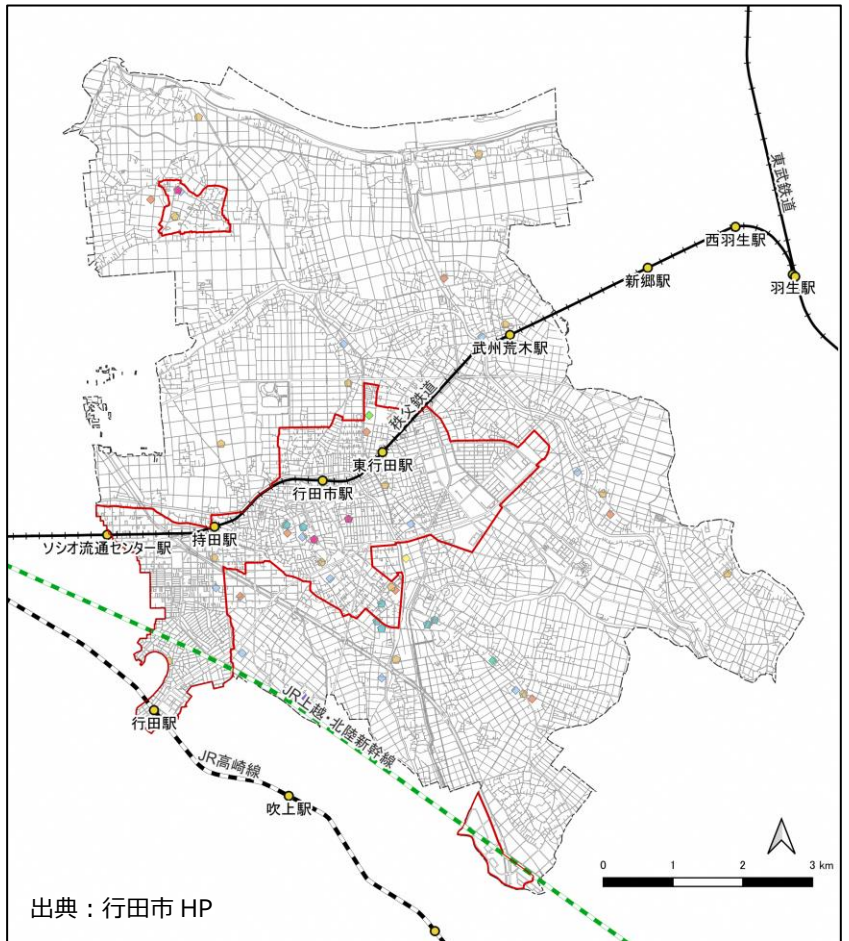 東武鉄道
西羽生駅
新郷駅
羽生駅
武州荒木駅
秩父鉄道
東行田駅
行田市駅
持田駅
ソシオ流通センター駅
JR上越・北陸新幹線
行田駅
JR高崎線
吹上駅
0 1 2 3 km
出典：行田市 HP